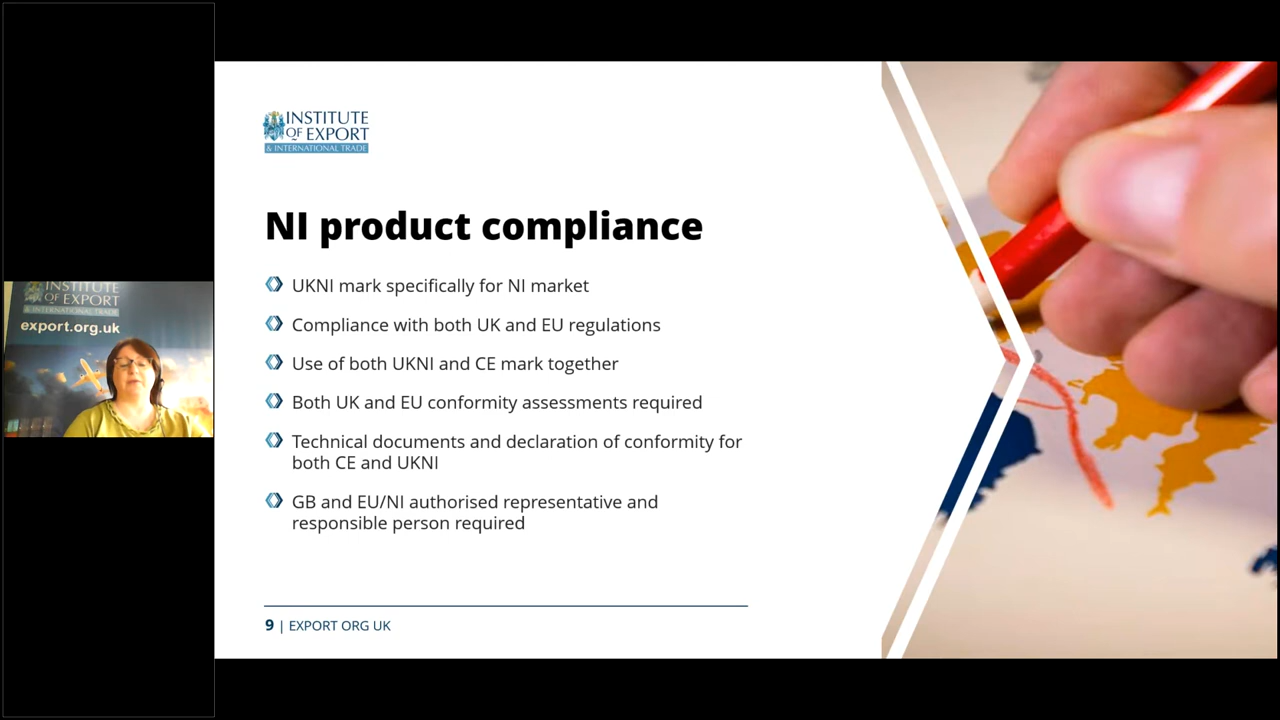 INSTITUTE
OF EXPORT
& INTERNATIONAL TRADE
NI product compliance
UKNI mark specifically for NI market
Compliance with both UK and EU regulations
Use of both UKNI and CE mark together
Both UK and EU conformity assessments required
Technical documents and declaration of conformity for
both CE and UKNI
GB and EU/NI authorised representative and
responsible person required
9 | EXPORT ORG UK
INSTITUTE
OF EXPORT
& INTERNATIONAL TRADE
export.org.uk